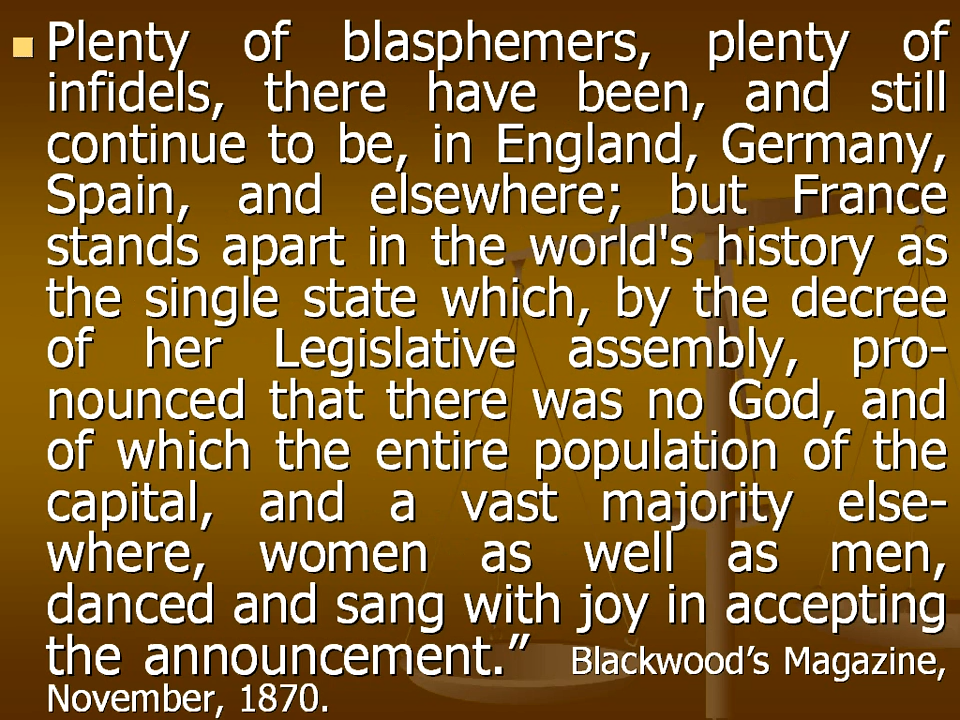 Plenty of blasphemers, plenty of
infidels, there have been, and still
continue to be, in England, Germany,
Spain, and elsewhere; but France
stands apart in the world's history as
the single state which, by the decree
of her Legislative assembly, pro-
nounced that there was no God, and
of which the entire population of the
capital, and a vast majority else-
where, women as well as men,
danced and sang with joy in accepting
the announcement.” Blackwood’s Magazine,
November, 1870.